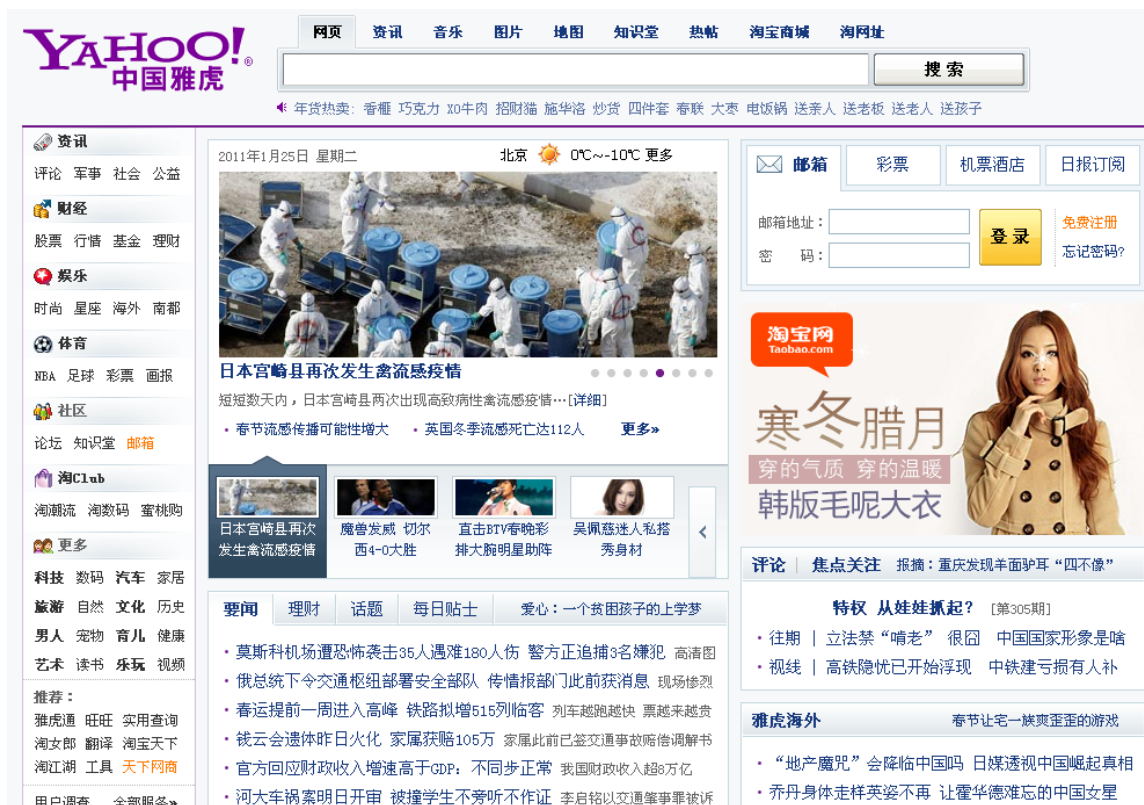 YAHOO!®
中国雅虎
网页 资讯 音乐 图片 地图 知识堂 热帖 淘宝商城 淘网址
搜 索
年货热卖: 香榧 巧克力 XO牛肉 招财猫 施华洛 炒货 四件套 春联 大枣 电饭锅 送亲人 送老板 送老人 送孩子
资讯
评论 军事 社会 公益
财经
股票 行情 基金 理财
娱乐
时尚 星座 海外 南都
体育
NBA 足球 彩票 画报
社区
论坛 知识堂 邮箱
淘Club
淘潮流 淘数码 蜜桃购
更多
科技 数码 汽车 家居
旅游 自然 文化 历史
男人 宠物 育儿 健康
艺术 读书 乐玩 视频
推荐：
雅虎通 旺旺 实用查询
淘女郎 翻译 淘宝天下
淘江湖 工具 天下网商
用户调查 全部服务»
2011年1月25日 星期二 北京 0℃~-10℃ 更多
日本宫崎县再次发生禽流感疫情
短短数天内，日本宫崎县再次出现高致病性禽流感疫情…[详细]
· 春节流感传播可能性增大 · 英国冬季流感死亡达112人 更多»
日本宫崎县再次
发生禽流感疫情
魔兽发威 切尔
西4-0大胜
直击BTV春晚彩
排大腕明星助阵
吴佩慈迷人私搭
秀身材
要闻 理财 话题 每日贴士 爱心：一个贫困孩子的上学梦
· 莫斯科机场遭恐怖袭击35人遇难180人伤 警方正追捕3名嫌犯 高清图
· 俄总统下令交通枢纽部署安全部队 传情报部门此前获消息 现场惨烈
· 春运提前一周进入高峰 铁路拟增515列临客 列车越跑越快 票越来越贵
· 钱云会遗体昨日火化 家属获赔105万 家属此前已签交通事故赔偿调解书
· 官方回应财政收入增速高于GDP：不同步正常 我国财政收入超8万亿
· 河大车祸案明日开审 被撞学生不旁听不作证 李启铭以交通肇事罪被诉
邮箱 彩票 机票酒店 日报订阅
邮箱地址：
密 码：
登 录
免费注册
忘记密码?
淘宝网
Taobao.com
寒冬腊月
穿的气质 穿的温暖
韩版毛呢大衣
评论 | 焦点关注 报摘：重庆发现羊面驴耳“四不像”
特权 从娃娃抓起？ [第305期]
· 往期 | 立法禁“啃老” 很囧 中国国家形象是啥
· 视线 | 高铁隐忧已开始浮现 中铁建亏损有人补
雅虎海外 春节让宅一族爽歪歪的游戏
· “地产魔咒”会降临中国吗 日媒透视中国崛起真相
· 乔丹身体走样英姿不再 让霍华德难忘的中国女星